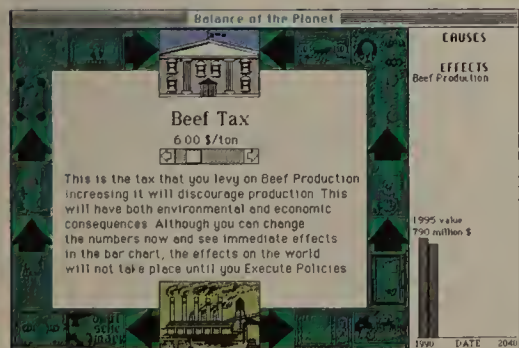 Balance of the Planet
Beef Tax
6.00 $/ton
This is the tax that you levy on Beef Production
increasing it will discourage production. This
will have both environmental and economic
consequences. Although you can change
the numbers now and see immediate effects
in the bar chart, the effects on the world
will not take place until you Execute Policies
CAUSES
EFFECTS
Beef Production
1995 value
790 million $
1990 DATE 2040